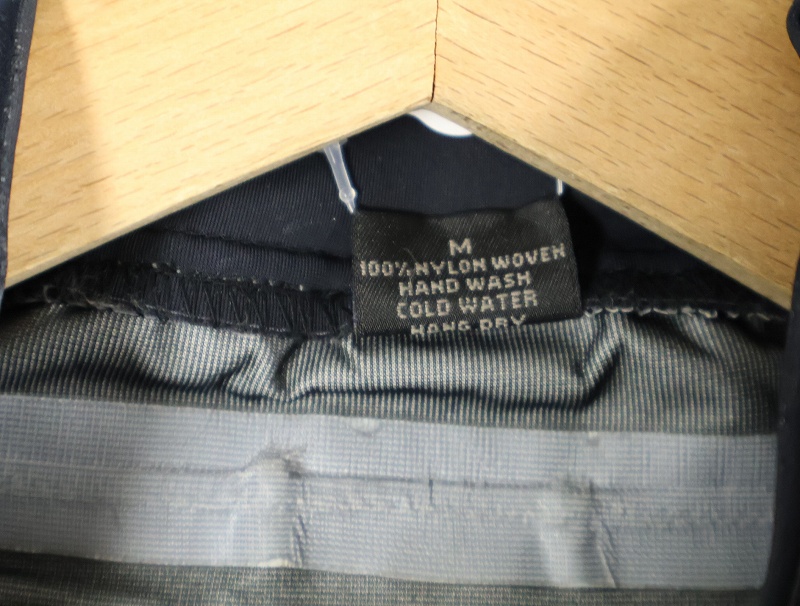 M
100% NYLON WOVEN
HAND WASH
COLD WATER
HANG DRY